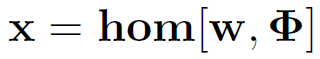 x = hom[w, Φ]